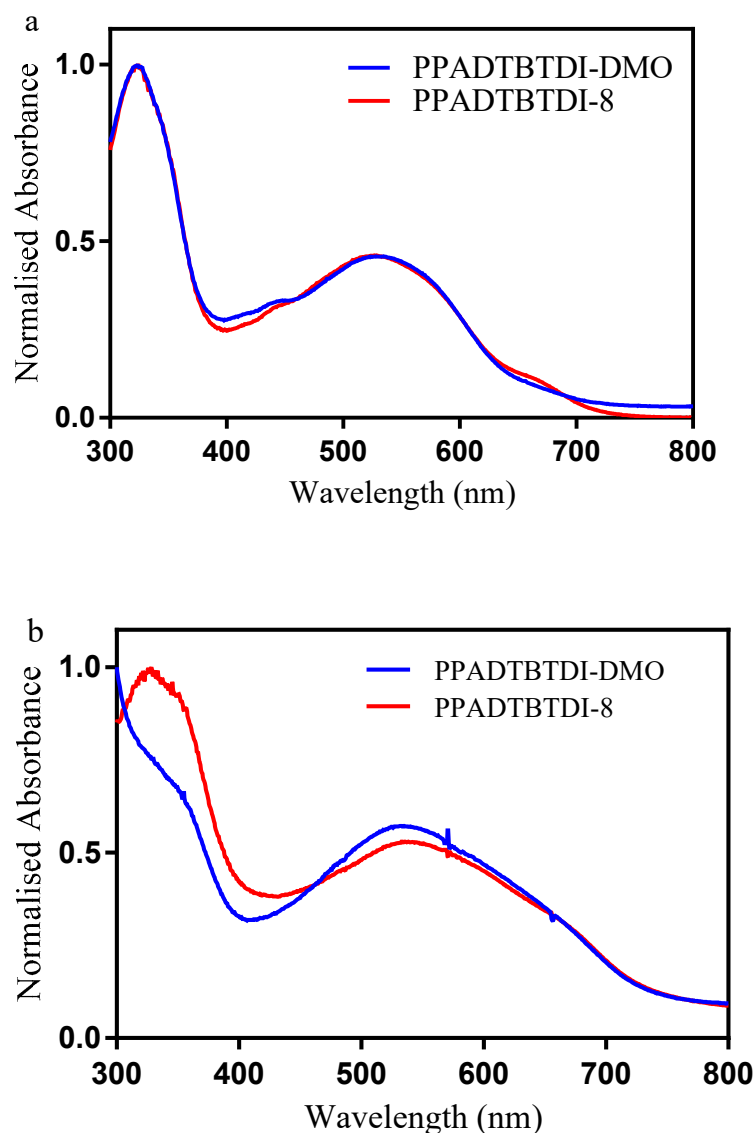 a
PPADTBTDI-DMO
PPADTBTDI-8
Normalised Absorbance
1.0
0.5
0.0
300 400 500 600 700 800
Wavelength (nm)
b
PPADTBTDI-DMO
PPADTBTDI-8
Normalised Absorbance
1.0
0.5
0.0
300 400 500 600 700 800
Wavelength (nm)